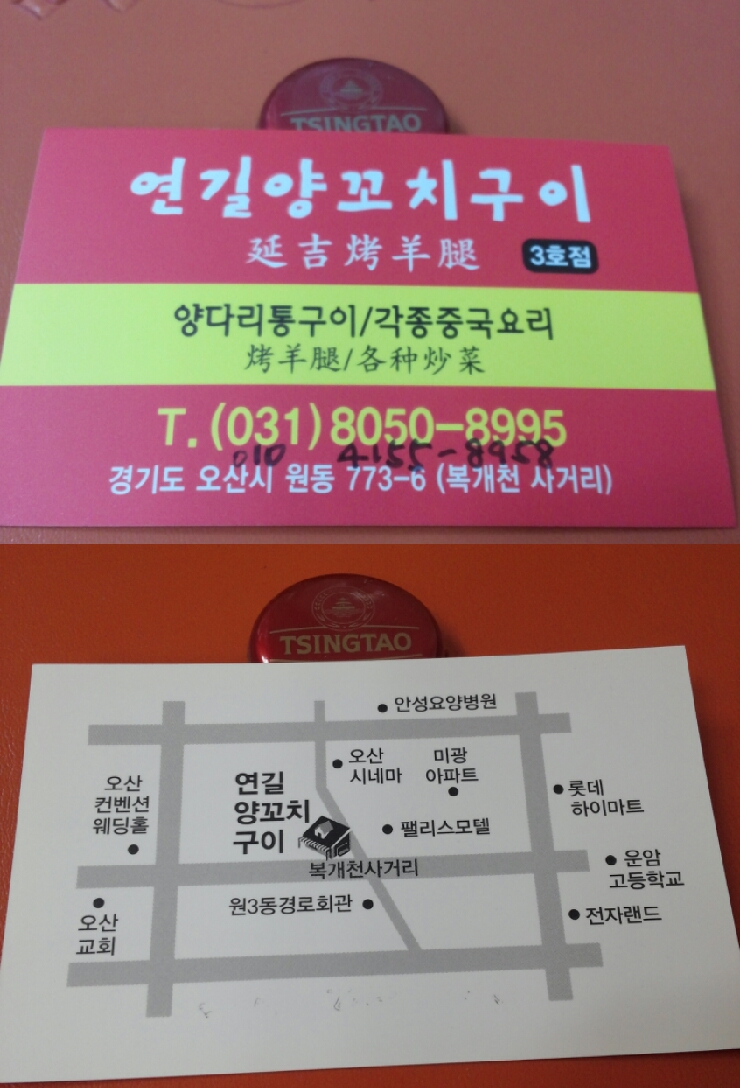 TSINGTAO
연길양꼬치구이
延吉烤羊腿 3호점
양다리통구이/각종중국요리
烤羊腿/各种炒菜
T. (031) 8050-8995
010 4155-8958
경기도 오산시 원동 773-6 (복개천 사거리)
TSINGTAO
안성요양병원
오산
시네마
미광
아파트
오산
컨벤션
웨딩홀
연길
양꼬치
구이
롯데
하이마트
팰리스모텔
복개천사거리
운암
고등학교
원3동경로회관
오산
교회
전자랜드